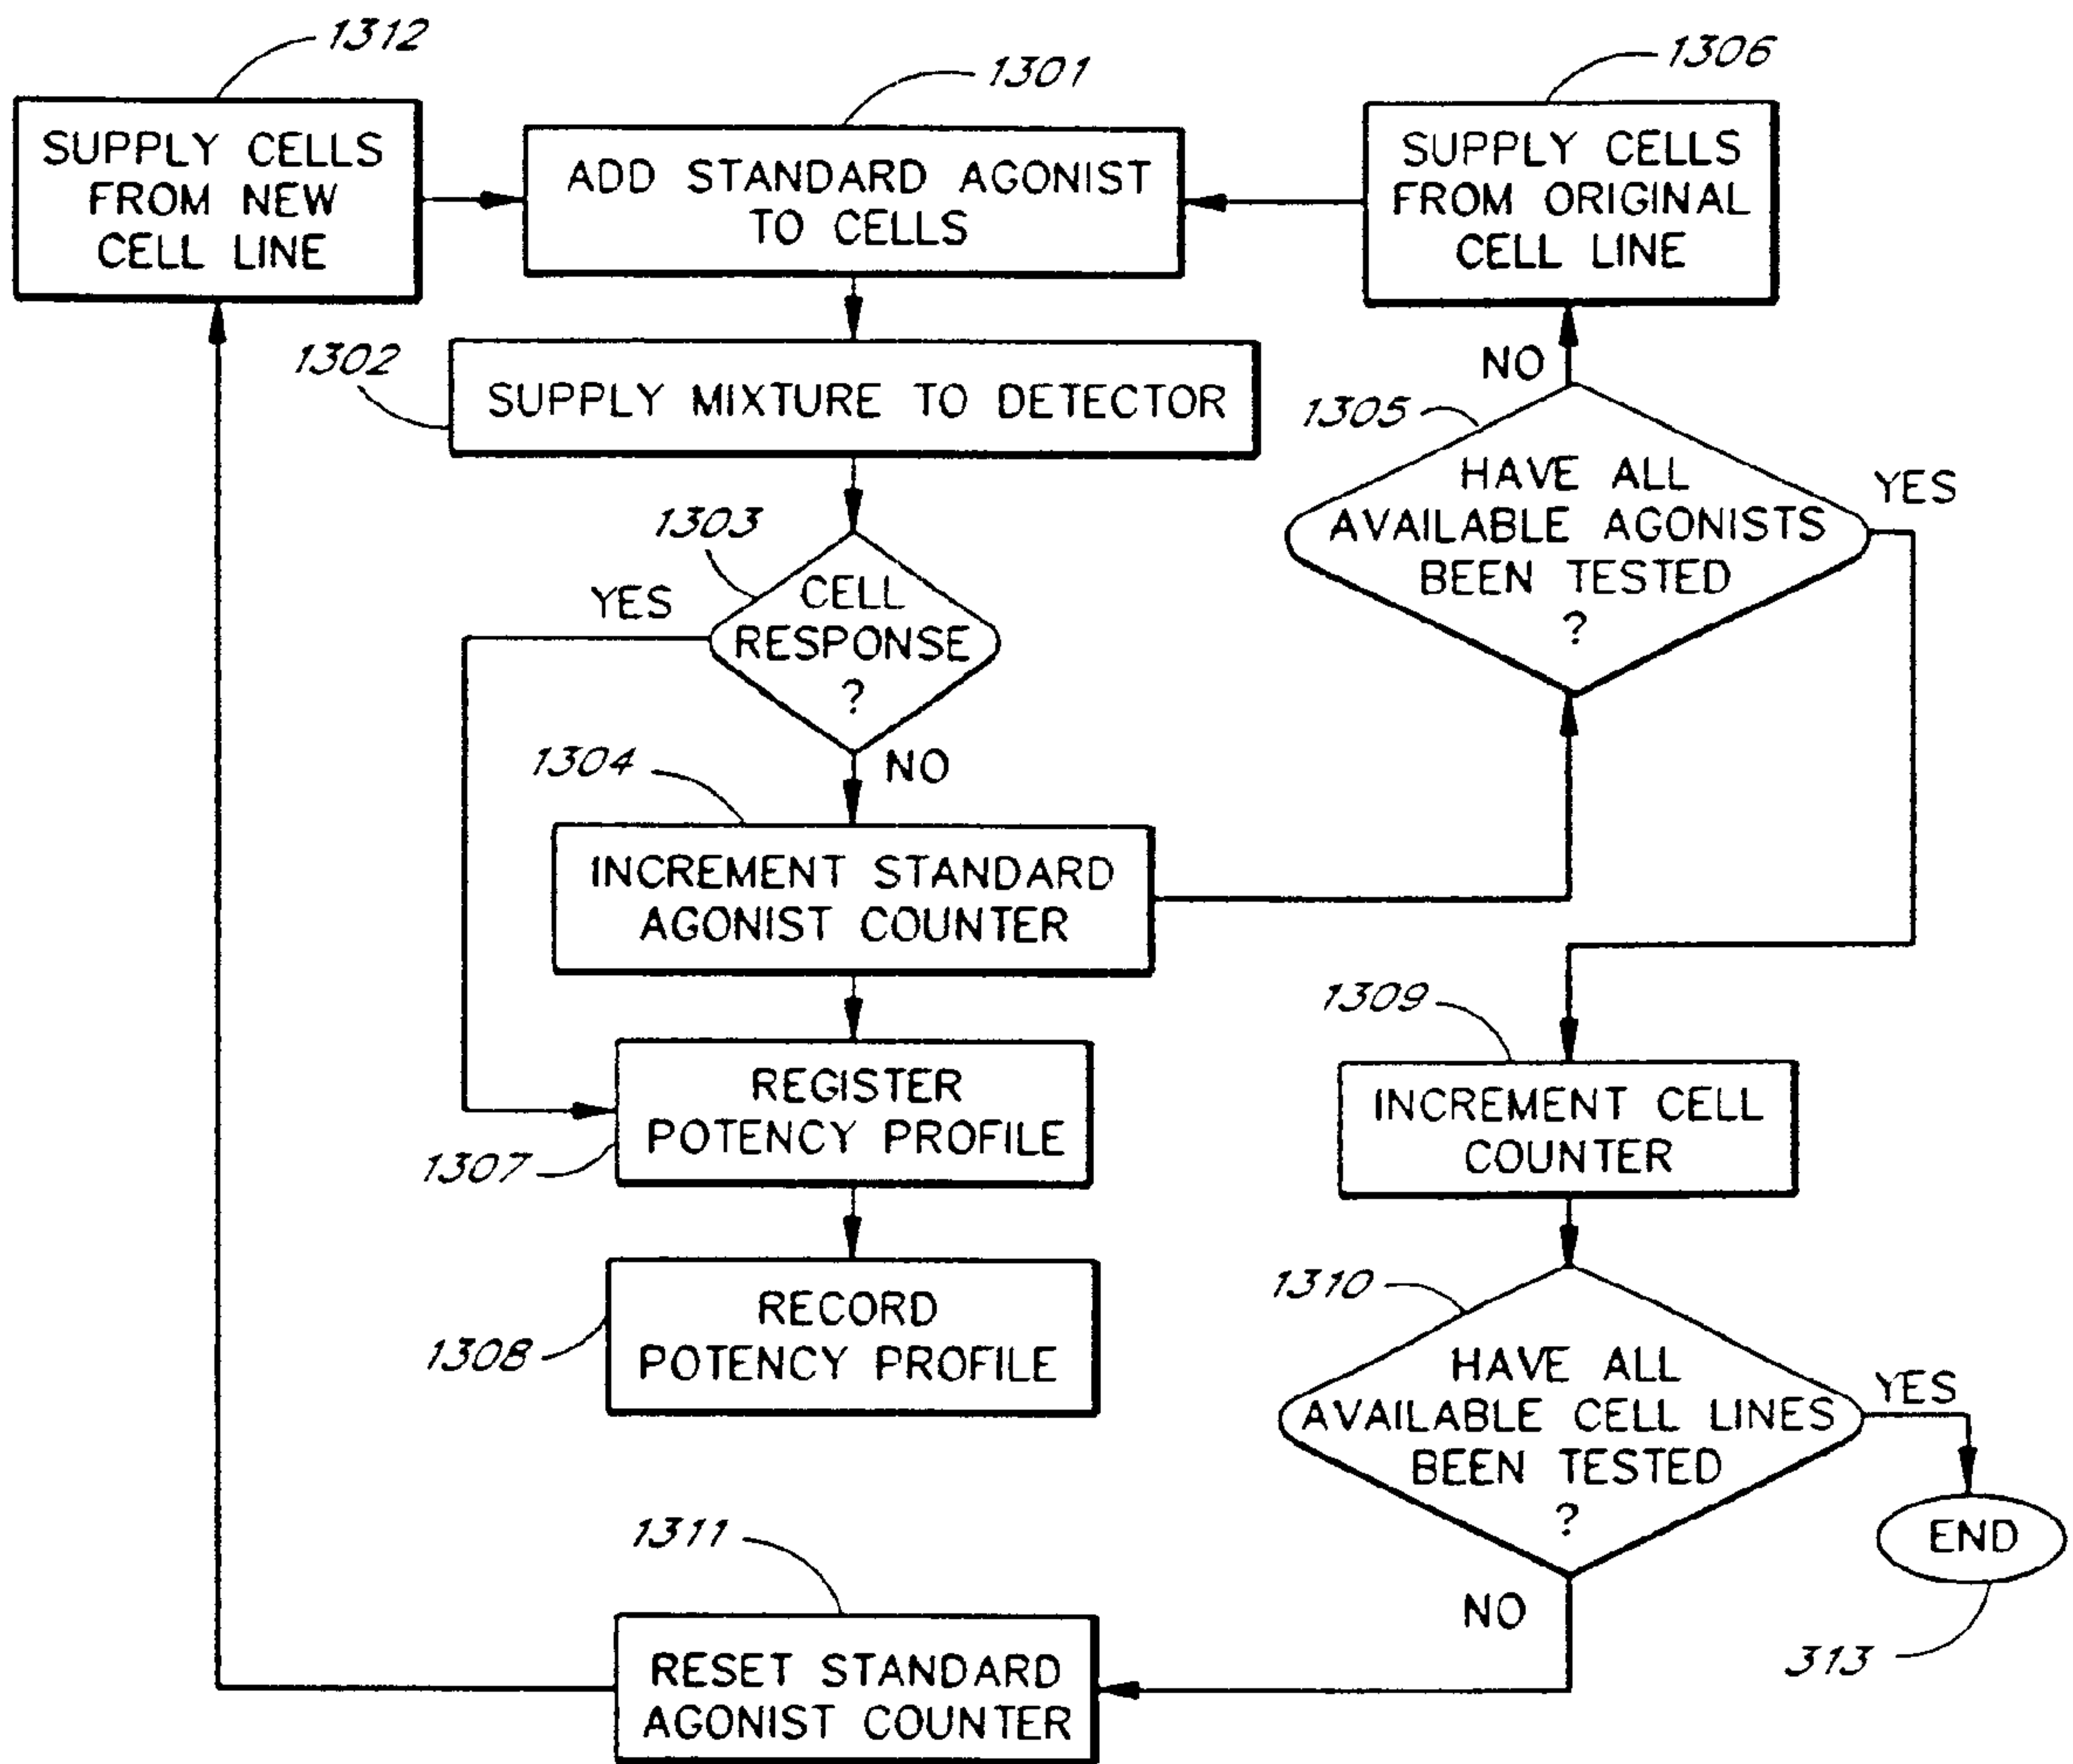 1312
SUPPLY CELLS
FROM NEW
CELL LINE
1301
ADD STANDARD AGONIST
TO CELLS
1306
SUPPLY CELLS
FROM ORIGINAL
CELL LINE
1302
SUPPLY MIXTURE TO DETECTOR
NO
1305
HAVE ALL
AVAILABLE AGONISTS
BEEN TESTED
?
YES
1303
CELL
RESPONSE
?
YES
NO
1304
INCREMENT STANDARD
AGONIST COUNTER
REGISTER
POTENCY PROFILE
1307
RECORD
POTENCY PROFILE
1308
1309
INCREMENT CELL
COUNTER
1310
HAVE ALL
AVAILABLE CELL LINES
BEEN TESTED
?
YES
END
313
NO
1311
RESET STANDARD
AGONIST COUNTER